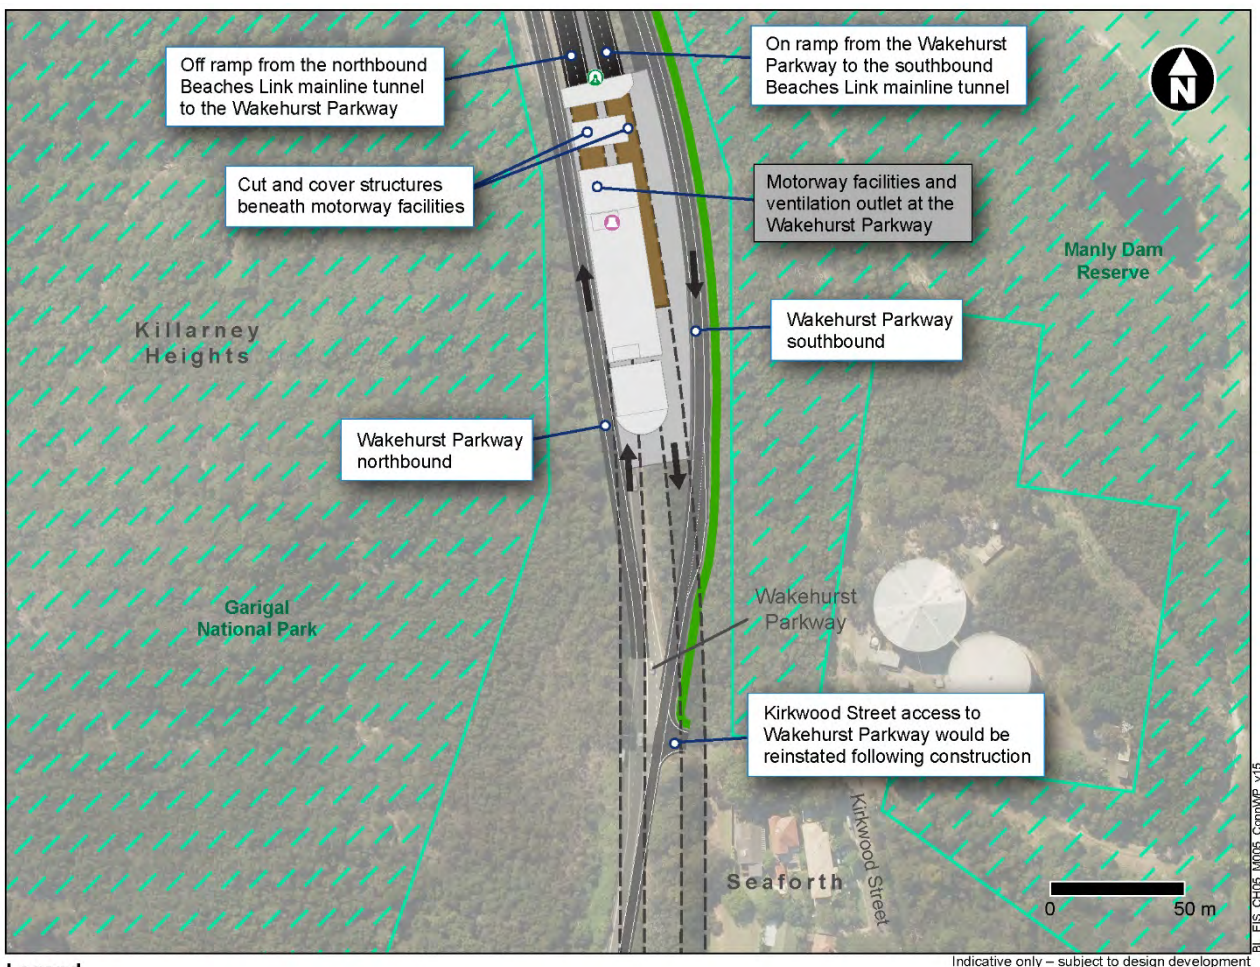 Off ramp from the northbound
Beaches Link mainline tunnel
to the Wakehurst Parkway
On ramp from the Wakehurst
Parkway to the southbound
Beaches Link mainline tunnel
N
Cut and cover structures
beneath motorway facilities
Motorway facilities and
ventilation outlet at the
Wakehurst Parkway
Manly Dam
Reserve
Killarney
Heights
Wakehurst Parkway
southbound
Wakehurst Parkway
northbound
Garigal
National Park
Wakehurst
Parkway
Kirkwood Street access to
Wakehurst Parkway would be
reinstated following construction
Kirkwood Street
Seaforth
0 50 m
BL_EIS_CH05_M005_ConnWP_v15
Indicative only – subject to design development